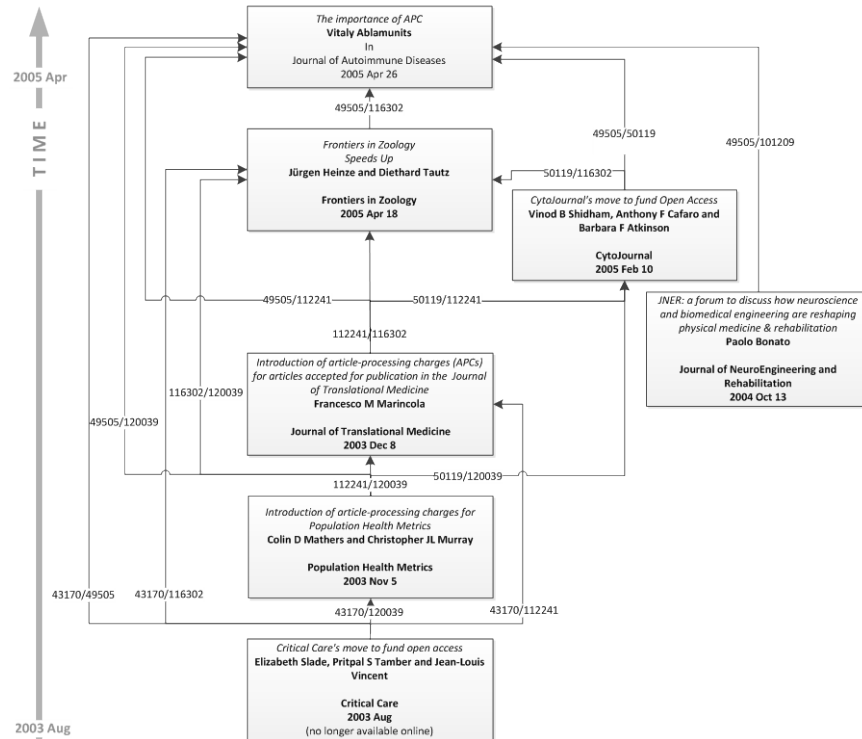 The importance of APC
Vitaly Ablamunits
In
Journal of Autoimmune Diseases
2005 Apr 26
2005 Apr
TIME
49505/116302
49505/50119
49505/101209
Frontiers in Zoology
Speeds Up
Jürgen Heinze and Diethard Tautz
Frontiers in Zoology
2005 Apr 18
50119/116302
CytoJournal's move to fund Open Access
Vinod B Shidham, Anthony F Cafaro and
Barbara F Atkinson
CytoJournal
2005 Feb 10
JNER: a forum to discuss how neuroscience
and biomedical engineering are reshaping
physical medicine & rehabilitation
Paolo Bonato
Journal of NeuroEngineering and
Rehabilitation
2004 Oct 13
49505/112241
50119/112241
112241/116302
Introduction of article-processing charges (APCs)
for articles accepted for publication in the Journal
of Translational Medicine
Francesco M Marincola
Journal of Translational Medicine
2003 Dec 8
116302/120039
49505/120039
50119/120039
112241/120039
Introduction of article-processing charges for
Population Health Metrics
Colin D Mathers and Christopher JL Murray
Population Health Metrics
2003 Nov 5
43170/49505
43170/116302
43170/120039
43170/112241
Critical Care's move to fund open access
Elizabeth Slade, Pritpal S Tamber and Jean-Louis
Vincent
Critical Care
2003 Aug
(no longer available online)
2003 Aug